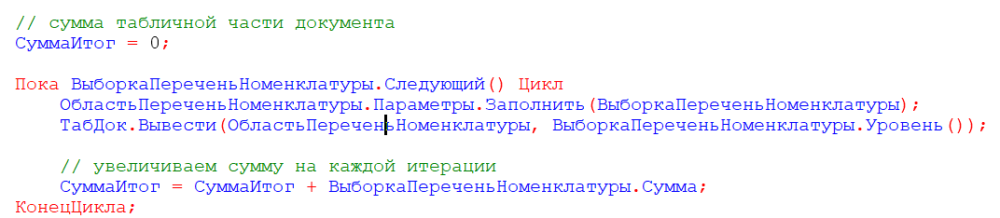 // сумма табличной части документа
СуммаИтог = 0;
Пока ВыборкаПереченьНоменклатуры.Следующий() Цикл
ОбластьПереченьНоменклатуры.Параметры.Заполнить(ВыборкаПереченьНоменклатуры);
ТабДок.Вывести(ОбластьПереченьНоменклатуры, ВыборкаПереченьНоменклатуры.Уровень());
// увеличиваем сумму на каждой итерации
СуммаИтог = СуммаИтог + ВыборкаПереченьНоменклатуры.Сумма;
КонецЦикла;